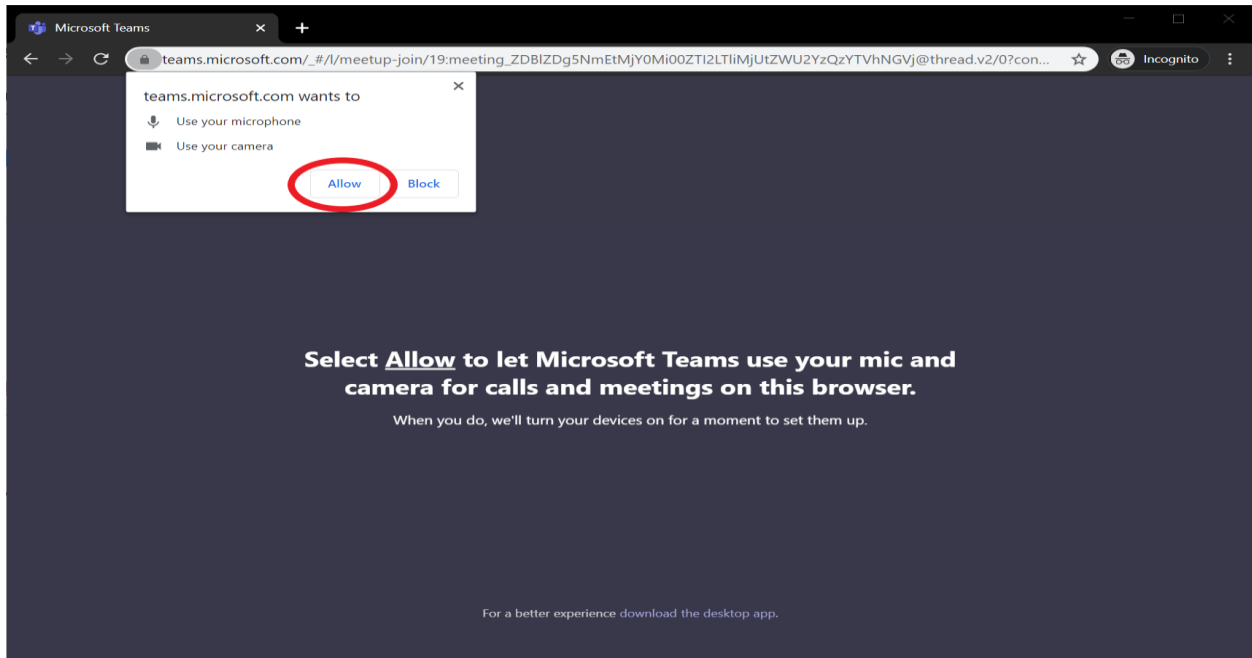 Microsoft Teams
teams.microsoft.com/_#/l/meetup-join/19:meeting_ZDBlZDg5NmEtMjY0Mi00ZTI2LTliMjUtZWU2YzQzYTVhNGVj@thread.v2/0?con...
Incognito
teams.microsoft.com wants to
Use your microphone
Use your camera
Allow Block
Select Allow to let Microsoft Teams use your mic and
camera for calls and meetings on this browser.
When you do, we'll turn your devices on for a moment to set them up.
For a better experience download the desktop app.